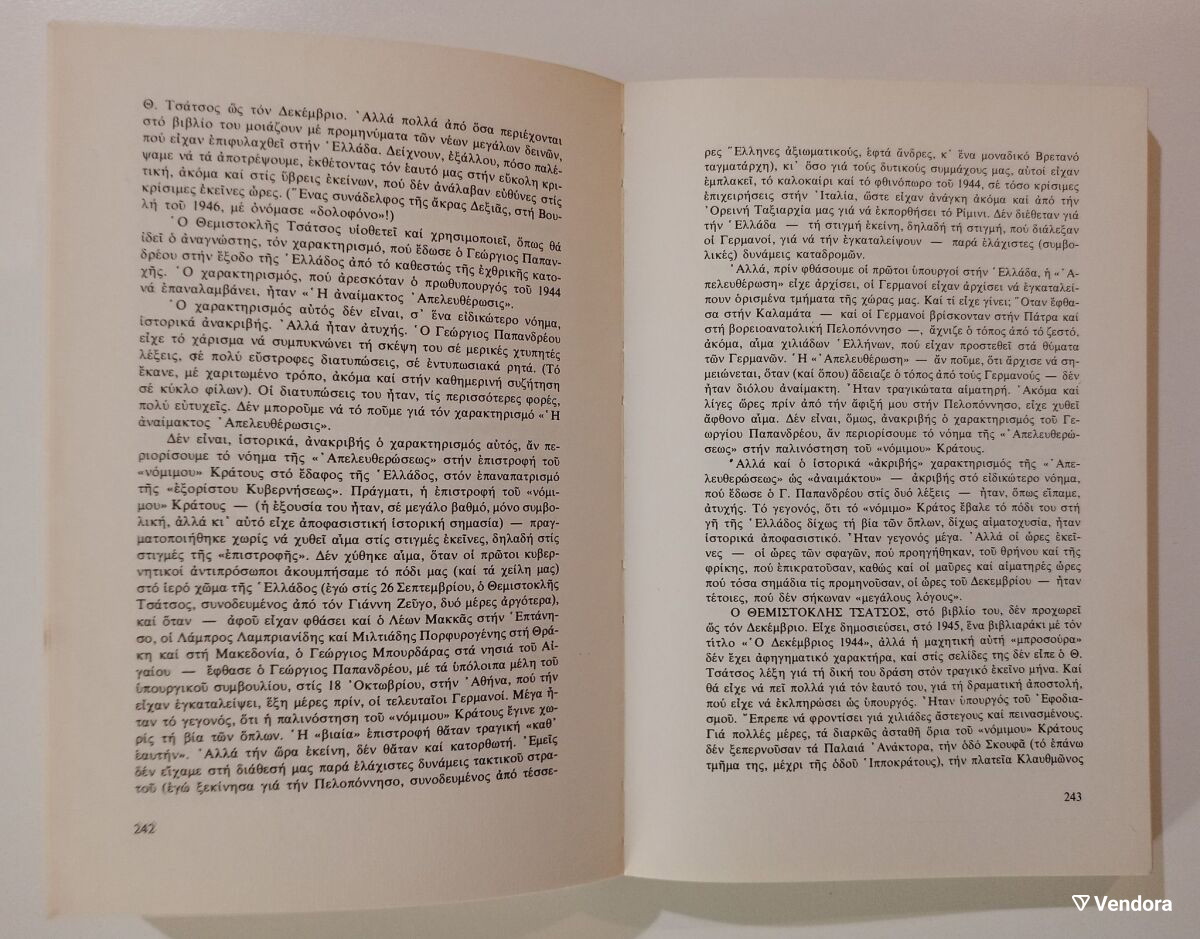 Θ. Τσάτσος ὥς τόν Δεκέμβριο. Ἀλλά πολλά ἀπό ὅσα περιέχονται
στό βιβλίο του μοιάζουν μέ προμηνύματα τῶν νέων μεγάλων δεινῶν,
πού εἶχαν ἐπιφυλαχθεῖ στήν Ἑλλάδα. Δείχνουν, ἐξάλλου, πόσο παλέ-
ψαμε νά τά ἀποτρέψουμε, ἐκθέτοντας τόν ἑαυτό μας στήν εὔκολη κρι-
τική, ἀκόμα καί στίς ὕβρεις ἐκείνων, πού δέν ἀνάλαβαν εὐθύνες στίς
κρίσιμες ἐκεῖνες ὧρες. (Ἕνας συνάδελφος τῆς ἄκρας Δεξιᾶς, στή Βου-
λή τοῦ 1946, μέ ὀνόμασε «δολοφόνο»!)
Ὁ Θεμιστοκλῆς Τσάτσος υἱοθετεῖ καί χρησιμοποιεῖ, ὅπως θά
ἰδεῖ ὁ ἀναγνώστης, τόν χαρακτηρισμό, πού ἔδωσε ὁ Γεώργιος Παπαν-
δρέου στήν ἔξοδο τῆς Ἑλλάδος ἀπό τό καθεστώς τῆς ἐχθρικῆς κατο-
χῆς. Ὁ χαρακτηρισμός, πού ἀρεσκόταν ὁ πρωθυπουργός τοῦ 1944
νά ἐπαναλαμβάνει, ἦταν «Ἡ ἀναίμακτος Ἀπελευθέρωσις».
Ὁ χαρακτηρισμός αὐτός δέν εἶναι, σ᾽ ἕνα εἰδικώτερο νόημα,
ἱστορικά ἀνακριβής. Ἀλλά ἦταν ἀτυχής. Ὁ Γεώργιος Παπανδρέου
εἶχε τό χάρισμα νά συμπυκνώνει τή σκέψη του σέ μερικές χτυπητές
λέξεις, σέ πολύ εὔστροφες διατυπώσεις, σέ ἐντυπωσιακά ρητά. (Τό
ἔκανε, μέ χαριτωμένο τρόπο, ἀκόμα καί στήν καθημερινή συζήτηση
σέ κύκλο φίλων). Οἱ διατυπώσεις του ἦταν, τίς περισσότερες φορές,
πολύ εὐτυχεῖς. Δέν μποροῦμε νά τό ποῦμε γιά τόν χαρακτηρισμό «Ἡ
ἀναίμακτος Ἀπελευθέρωσις».
Δέν εἶναι, ἱστορικά, ἀνακριβής ὁ χαρακτηρισμός αὐτός, ἄν πε-
ριορίσουμε τό νόημα τῆς «Ἀπελευθερώσεως» στήν ἐπιστροφή τοῦ
«νόμιμου» Κράτους στό ἔδαφος τῆς Ἑλλάδος, στόν ἐπαναπατρισμό
τῆς «ἐξορίστου Κυβερνήσεως». Πράγματι, ἡ ἐπιστροφή τοῦ «νόμι-
μου» Κράτους — (ἡ ἐξουσία του ἦταν, σέ μεγάλο βαθμό, μόνο συμβο-
λική, ἀλλά κι᾽ αὐτό εἶχε ἀποφασιστική ἱστορική σημασία) — πραγ-
ματοποιήθηκε χωρίς νά χυθεῖ αἷμα στίς στιγμές ἐκεῖνες, δηλαδή στίς
στιγμές τῆς «ἐπιστροφῆς». Δέν χύθηκε αἷμα, ὅταν οἱ πρῶτοι κυβερ-
νητικοί ἀντιπρόσωποι ἀκουμπήσαμε τό πόδι μας (καί τά χείλη μας)
στό ἱερό χῶμα τῆς Ἑλλάδος (ἐγώ στίς 26 Σεπτεμβρίου, ὁ Θεμιστοκλῆς
Τσάτσος, συνοδευμένος ἀπό τόν Γιάννη Ζεῦγο, δυό μέρες ἀργότερα),
καί ὅταν — ἀφοῦ εἶχαν φθάσει καί ὁ Λέων Μακκᾶς στήν Ἑπτάνη-
σο, οἱ Λάμπρος Λαμπριανίδης καί Μιλτιάδης Πορφυρογένης στή Θρά-
κη καί στή Μακεδονία, ὁ Γεώργιος Μπουρδάρας στά νησιά τοῦ Αἰ-
γαίου — ἔφθασε ὁ Γεώργιος Παπανδρέου, μέ τά ὑπόλοιπα μέλη τοῦ
ὑπουργικοῦ συμβουλίου, στίς 18 Ὀκτωβρίου, στήν Ἀθήνα, πού τήν
εἶχαν ἐγκαταλείψει, ἕξη μέρες πρίν, οἱ τελευταῖοι Γερμανοί. Μέγα ἦ-
ταν τό γεγονός, ὅτι ἡ παλινόστηση τοῦ «νόμιμου» Κράτους ἔγινε χω-
ρίς τή βία τῶν ὅπλων. Ἡ «βιαία» ἐπιστροφή θἆταν τραγική «καθ᾽
ἑαυτήν». Ἀλλά τήν ὥρα ἐκείνη, δέν θἆταν καί κατορθωτή. Ἐμεῖς
δέν εἴχαμε στή διάθεσή μας παρά ἐλάχιστες δυνάμεις τακτικοῦ στρα-
τοῦ (ἐγώ ξεκίνησα γιά τήν Πελοπόννησο, συνοδευμένος ἀπό τέσσε-
242
ρες Ἕλληνες ἀξιωματικούς, ἑφτά ἄνδρες, κ᾽ ἕνα μοναδικό Βρετανό
ταγματάρχη), κι᾽ ὅσο γιά τούς δυτικούς συμμάχους μας, αὐτοί εἶχαν
ἐμπλακεῖ, τό καλοκαίρι καί τό φθινόπωρο τοῦ 1944, σέ τόσο κρίσιμες
ἐπιχειρήσεις στήν Ἰταλία, ὥστε εἶχαν ἀνάγκη ἀκόμα καί ἀπό τήν
Ὀρεινή Ταξιαρχία μας γιά νά ἐκπορθήσει τό Ρίμινι. Δέν διέθεταν γιά
τήν Ἑλλάδα — τή στιγμή ἐκείνη, δηλαδή τή στιγμή, πού διάλεξαν
οἱ Γερμανοί, γιά νά τήν ἐγκαταλείψουν — παρά ἐλάχιστες (συμβο-
λικές) δυνάμεις καταδρομῶν.
Ἀλλά, πρίν φθάσουμε οἱ πρῶτοι ὑπουργοί στήν Ἑλλάδα, ἡ «Ἀ-
πελευθέρωση» εἶχε ἀρχίσει, οἱ Γερμανοί εἶχαν ἀρχίσει νά ἐγκαταλεί-
πουν ὁρισμένα τμήματα τῆς χώρας μας. Καί τί εἶχε γίνει; Ὅταν ἔφθα-
σα στήν Καλαμάτα — καί οἱ Γερμανοί βρίσκονταν στήν Πάτρα καί
στή βορειοανατολική Πελοπόννησο —, ἄχνιζε ὁ τόπος ἀπό τό ζεστό,
ἀκόμα, αἷμα χιλιάδων Ἑλλήνων, πού εἶχαν προστεθεῖ στά θύματα
τῶν Γερμανῶν. Ἡ «Ἀπελευθέρωση» — ἄν ποῦμε, ὅτι ἄρχισε νά ση-
μειώνεται, ὅταν (καί ὅπου) ἄδειαζε ὁ τόπος ἀπό τούς Γερμανούς — δέν
ἦταν διόλου ἀναίμακτη. Ἦταν τραγικώτατα αἱματηρή. Ἀκόμα καί
λίγες ὧρες πρίν ἀπό τήν ἄφιξή μου στήν Πελοπόννησο, εἶχε χυθεῖ
ἄφθονο αἷμα. Δέν εἶναι, ὅμως, ἀνακριβής ὁ χαρακτηρισμός τοῦ Γε-
ωργίου Παπανδρέου, ἄν περιορίσουμε τό νόημα τῆς «Ἀπελευθερώ-
σεως» στήν παλινόστηση τοῦ «νόμιμου» Κράτους.
Ἀλλά καί ὁ ἱστορικά «ἀκριβής» χαρακτηρισμός τῆς «Ἀπε-
λευθερώσεως» ὡς «ἀναιμάκτου» — ἀκριβής στό εἰδικώτερο νόημα,
πού ἔδωσε ὁ Γ. Παπανδρέου στίς δυό λέξεις — ἦταν, ὅπως εἴπαμε,
ἀτυχής. Τό γεγονός, ὅτι τό «νόμιμο» Κράτος ἔβαλε τό πόδι του στή
γῆ τῆς Ἑλλάδος δίχως τή βία τῶν ὅπλων, δίχως αἱματοχυσία, ἦταν
ἱστορικά ἀποφασιστικό. Ἦταν γεγονός μέγα. Ἀλλά οἱ ὧρες ἐκεῖ-
νες — οἱ ὧρες τῶν σφαγῶν, πού προηγήθηκαν, τοῦ θρήνου καί τῆς
φρίκης, πού ἐπικρατοῦσαν, καθώς καί οἱ μαῦρες καί αἱματηρές ὧρες
πού τόσα σημάδια τίς προμηνοῦσαν, οἱ ὧρες τοῦ Δεκεμβρίου — ἦταν
τέτοιες, πού δέν σήκωναν «μεγάλους λόγους».
Ο ΘΕΜΙΣΤΟΚΛΗΣ ΤΣΑΤΣΟΣ, στό βιβλίο του, δέν προχωρεῖ
ὥς τόν Δεκέμβριο. Εἶχε δημοσιεύσει, στό 1945, ἕνα βιβλιαράκι μέ τόν
τίτλο «Ὁ Δεκέμβριος 1944», ἀλλά ἡ μαχητική αὐτή «μπροσούρα»
δέν ἔχει ἀφηγηματικό χαρακτήρα, καί στίς σελίδες της δέν εἶπε ὁ Θ.
Τσάτσος λέξη γιά τή δική του δράση στόν τραγικό ἐκεῖνο μήνα. Καί
θά εἶχε νά πεῖ πολλά γιά τόν ἑαυτό του, γιά τή δραματική ἀποστολή,
πού εἶχε νά ἐκπληρώσει ὡς ὑπουργός. Ἦταν ὑπουργός τοῦ Ἐφοδια-
σμοῦ. Ἔπρεπε νά φροντίσει γιά χιλιάδες ἄστεγους καί πεινασμένους.
Γιά πολλές μέρες, τά διαρκῶς ἀσταθῆ ὅρια τοῦ «νόμιμου» Κράτους
δέν ξεπερνοῦσαν τά Παλαιά Ἀνάκτορα, τήν ὁδό Σκουφᾶ (τό ἐπάνω
τμῆμα της, μέχρι τῆς ὁδοῦ Ἱπποκράτους), τήν πλατεῖα Κλαυθμῶνος
243
Vendora